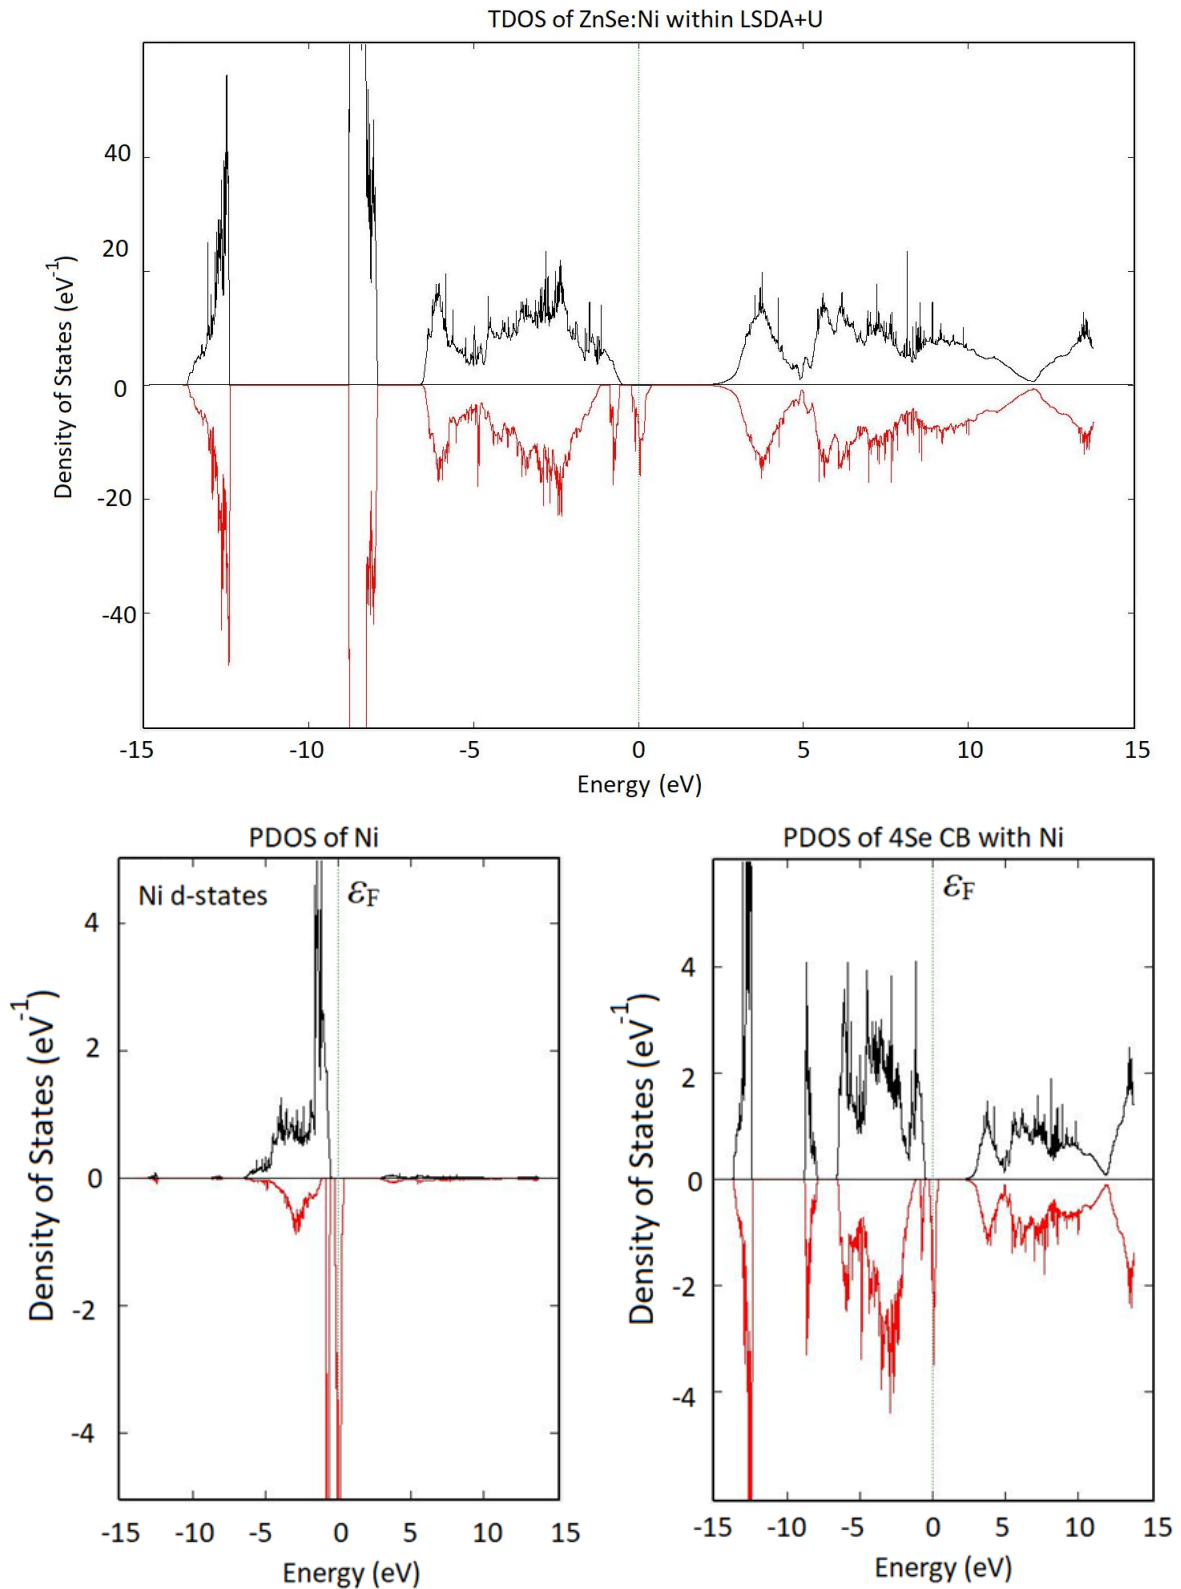 TDOS of ZnSe:Ni within LSDA+U
40
20
0
-20
-40
Density of States (eV⁻¹)
-15 -10 -5 0 5 10 15
Energy (eV)
PDOS of Ni
Ni d-states
εF
4
2
0
-2
-4
Density of States (eV⁻¹)
-15 -10 -5 0 5 10 15
Energy (eV)
PDOS of 4Se CB with Ni
εF
4
2
0
-2
-4
Density of States (eV⁻¹)
-15 -10 -5 0 5 10 15
Energy (eV)